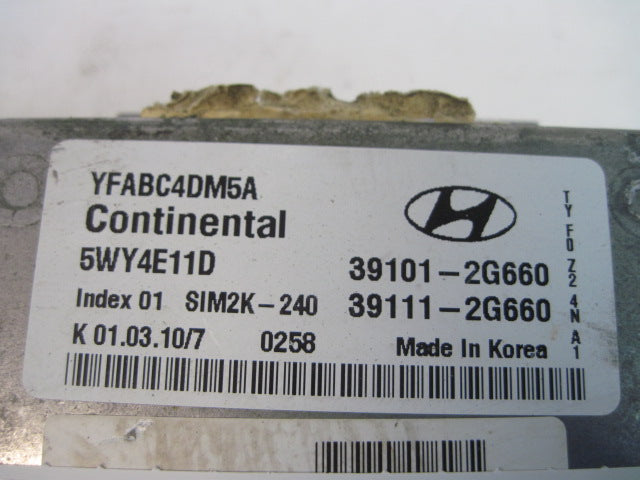 YFABC4DM5A
Continental
5WY4E11D 39101-2G660
Index 01 SIM2K-240 39111-2G660
K 01.03.10/7 0258 Made In Korea
TY F0 Z2 4N A1